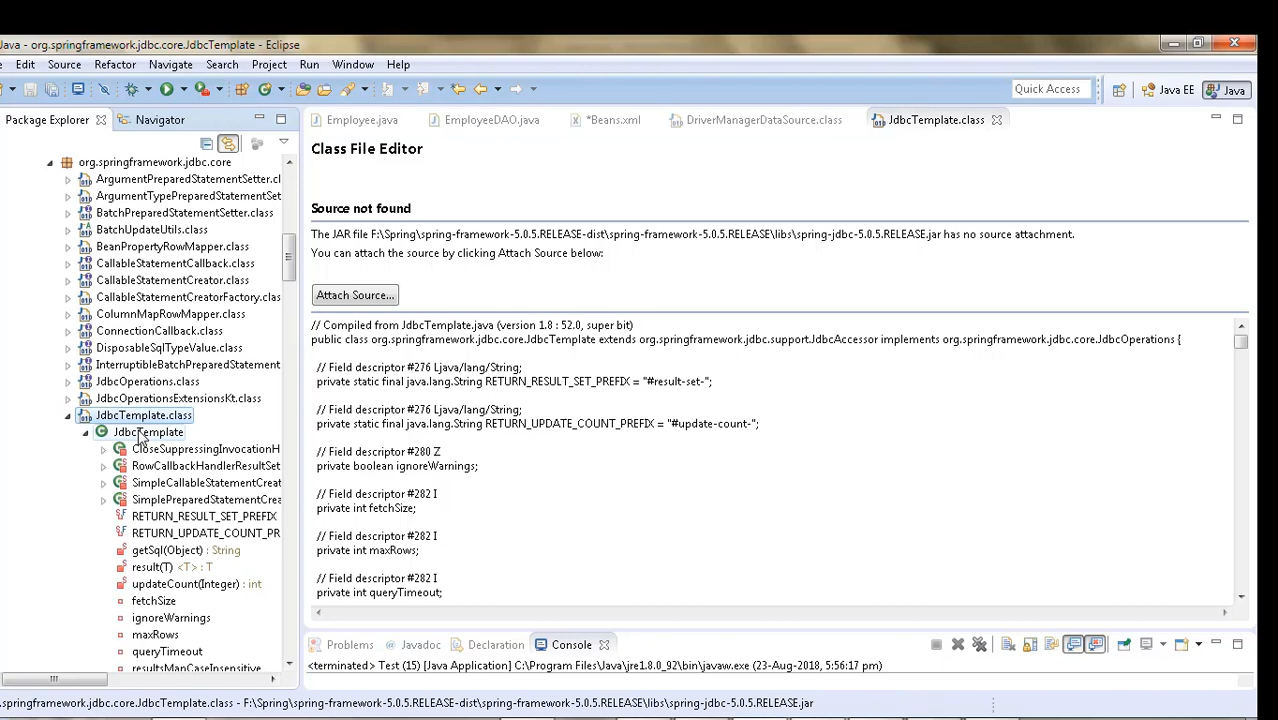 Java - org.springframework.jdbc.core.JdbcTemplate - Eclipse
Edit Source Refactor Navigate Search Project Run Window Help
Quick Access Java EE Java
Package Explorer Navigator
Employee.java EmployeeDAO.java *Beans.xml DriverManagerDataSource.class JdbcTemplate.class
org.springframework.jdbc.core
ArgumentPreparedStatementSetter.cl
ArgumentTypePreparedStatementSet
BatchPreparedStatementSetter.class
BatchUpdateUtils.class
BeanPropertyRowMapper.class
CallableStatementCallback.class
CallableStatementCreator.class
CallableStatementCreatorFactory.clas
ColumnMapRowMapper.class
ConnectionCallback.class
DisposableSqlTypeValue.class
InterruptibleBatchPreparedStatement
JdbcOperations.class
JdbcOperationsExtensionsKt.class
JdbcTemplate.class
JdbcTemplate
CloseSuppressingInvocationH
RowCallbackHandlerResultSet
SimpleCallableStatementCreat
SimplePreparedStatementCrea
RETURN_RESULT_SET_PREFIX
RETURN_UPDATE_COUNT_PR
getSql(Object) : String
result(T) <T> : T
updateCount(Integer) : int
fetchSize
ignoreWarnings
maxRows
queryTimeout
resultsMapCaseInsensitive
Class File Editor
Source not found
The JAR file F:\Spring\spring-framework-5.0.5.RELEASE-dist\spring-framework-5.0.5.RELEASE\libs\spring-jdbc-5.0.5.RELEASE.jar has no source attachment.
You can attach the source by clicking Attach Source below:
Attach Source...
// Compiled from JdbcTemplate.java (version 1.8 : 52.0, super bit)
public class org.springframework.jdbc.core.JdbcTemplate extends org.springframework.jdbc.support.JdbcAccessor implements org.springframework.jdbc.core.JdbcOperations {
// Field descriptor #276 Ljava/lang/String;
private static final java.lang.String RETURN_RESULT_SET_PREFIX = "#result-set-";
// Field descriptor #276 Ljava/lang/String;
private static final java.lang.String RETURN_UPDATE_COUNT_PREFIX = "#update-count-";
// Field descriptor #280 Z
private boolean ignoreWarnings;
// Field descriptor #282 I
private int fetchSize;
// Field descriptor #282 I
private int maxRows;
// Field descriptor #282 I
private int queryTimeout;
Problems @ Javadoc Declaration Console
<terminated> Test (15) [Java Application] C:\Program Files\Java\jre1.8.0_92\bin\javaw.exe (23-Aug-2018, 5:56:17 pm)
.springframework.jdbc.core.JdbcTemplate.class - F:\Spring\spring-framework-5.0.5.RELEASE-dist\spring-framework-5.0.5.RELEASE\libs\spring-jdbc-5.0.5.RELEASE.jar